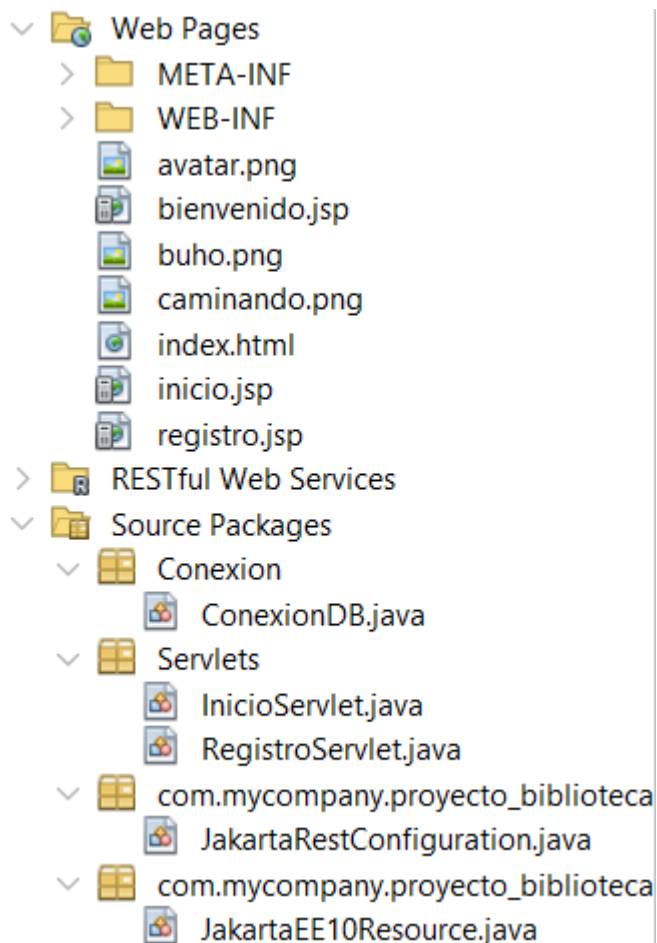 Web Pages
META-INF
WEB-INF
avatar.png
bienvenido.jsp
buho.png
caminando.png
index.html
inicio.jsp
registro.jsp
RESTful Web Services
Source Packages
Conexion
ConexionDB.java
Servlets
InicioServlet.java
RegistroServlet.java
com.mycompany.proyecto_biblioteca
JakartaRestConfiguration.java
com.mycompany.proyecto_biblioteca
JakartaEE10Resource.java